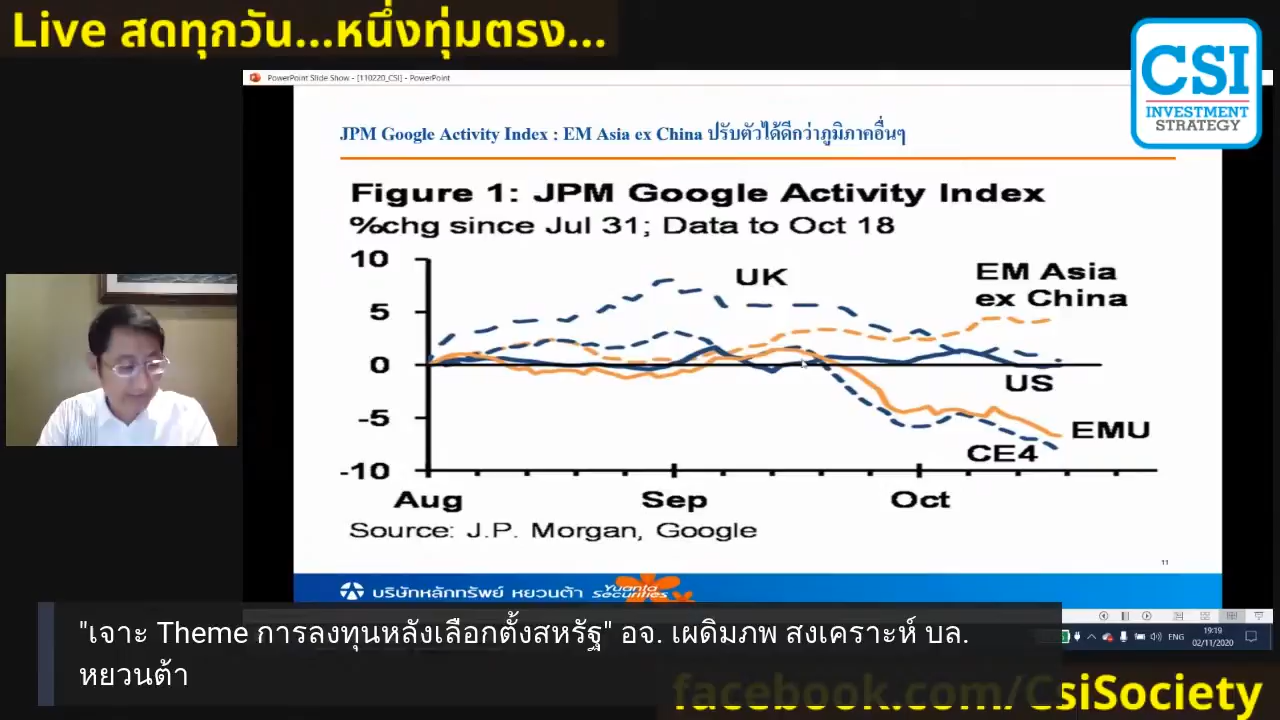 Live สดทุกวัน...หนึ่งทุ่มตรง...
CSI
INVESTMENT
STRATEGY
PowerPoint Slide Show - [110220_CSI] - PowerPoint
JPM Google Activity Index : EM Asia ex China ปรับตัวได้ดีกว่าภูมิภาคอื่นๆ
Figure 1: JPM Google Activity Index
%chg since Jul 31; Data to Oct 18
10
5
0
-5
-10
UK
EM Asia
ex China
US
EMU
CE4
Aug
Sep
Oct
Source: J.P. Morgan, Google
11
บริษัทหลักทรัพย์ หยวนต้า
Yuanta
securities
"เจาะ Theme การลงทุนหลังเลือกตั้งสหรัฐ" อจ. เผดิมภพ สงเคราะห์ บล.
หยวนต้า
ENG
19:19
02/11/2020
facebook.com/CsiSociety